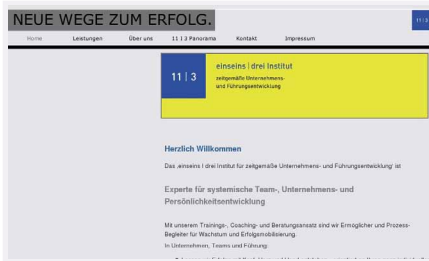 NEUE WEGE ZUM ERFOLG.
11 | 3
Home Leistungen Über uns 11 1 3 Panorama Kontakt Impressum
11 | 3
einseins | drei Institut
zeitgemäße Unternehmens-
und Führungsentwicklung
Herzlich Willkommen
Das ‚einseins I drei Institut für zeitgemäße Unternehmens- und Führungsentwicklung' ist
Experte für systemische Team-, Unternehmens- und
Persönlichkeitsentwicklung
Mit unserem Trainings-, Coaching- und Beratungsansatz sind wir Ermöglicher und Prozess-
Begleiter für Wachstum und Erfolgsmobilisierung.
In Unternehmen, Teams und Führung: